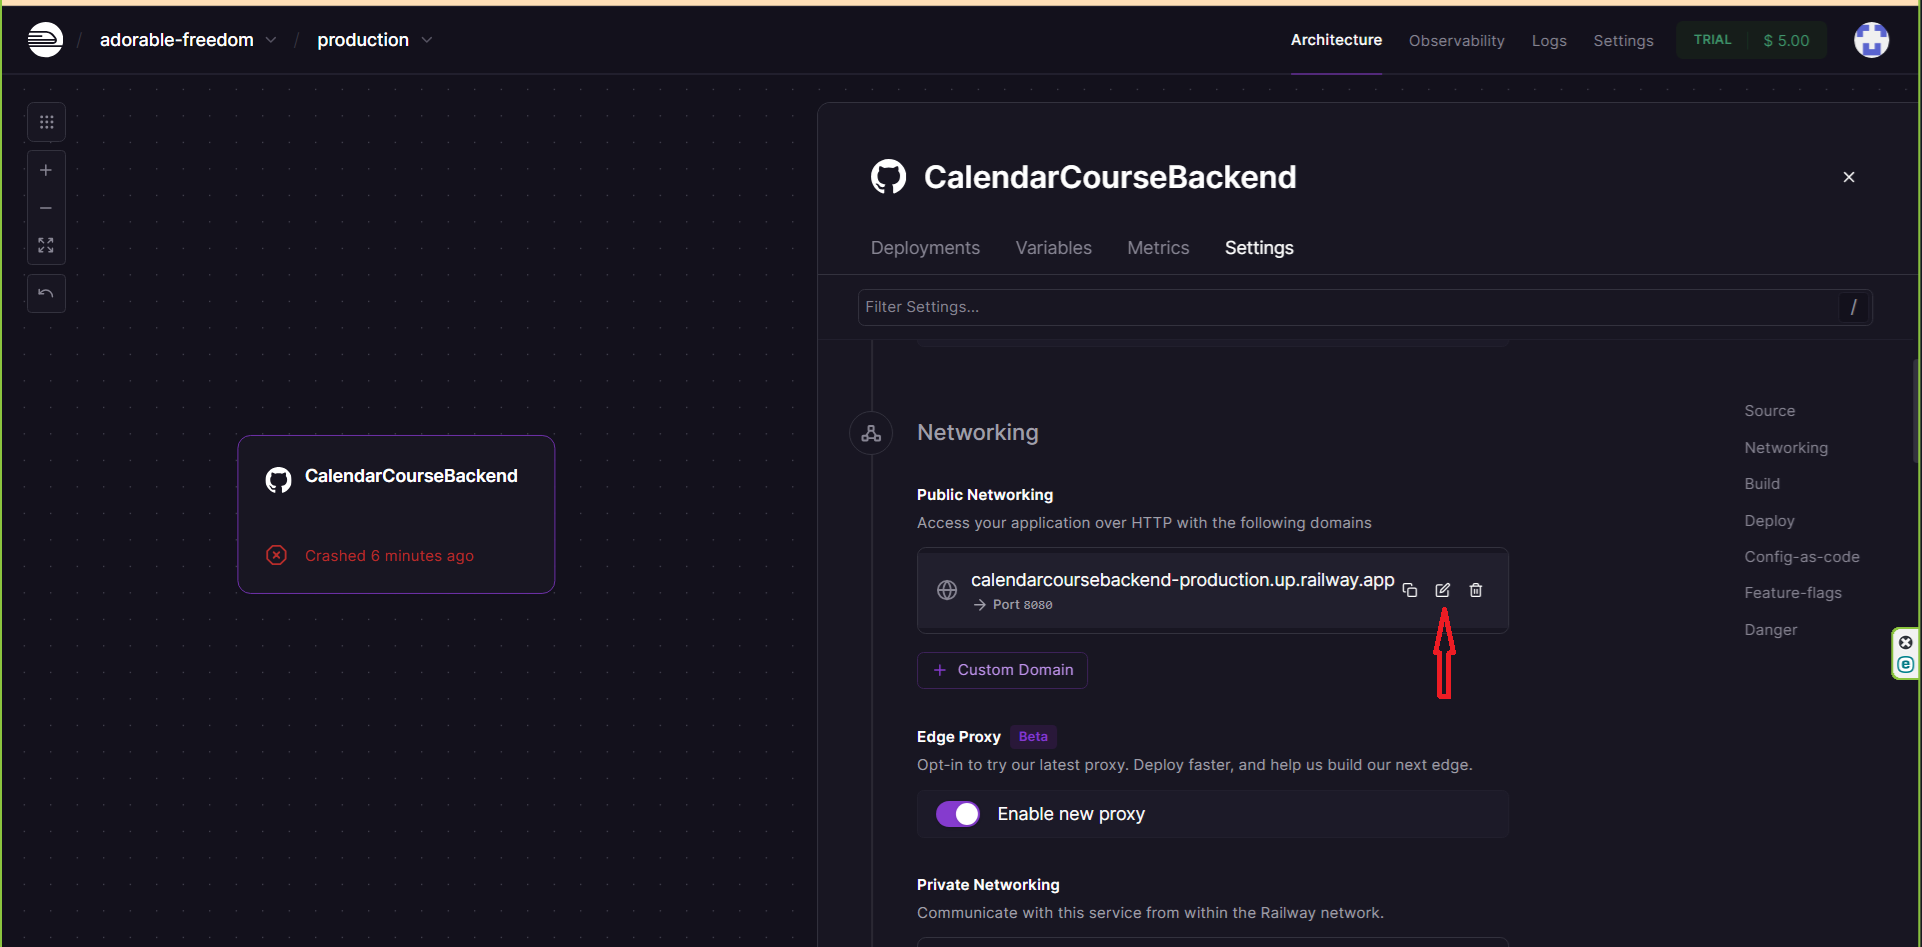 / adorable-freedom / production
Architecture Observability Logs Settings TRIAL $ 5.00
CalendarCourseBackend
Deployments Variables Metrics Settings
Filter Settings... /
Networking
Public Networking
Access your application over HTTP with the following domains
calendarcoursebackend-production.up.railway.app
Port 8080
Custom Domain
Edge Proxy Beta
Opt-in to try our latest proxy. Deploy faster, and help us build our next edge.
Enable new proxy
Private Networking
Communicate with this service from within the Railway network.
Source
Networking
Build
Deploy
Config-as-code
Feature-flags
Danger
CalendarCourseBackend
Crashed 6 minutes ago